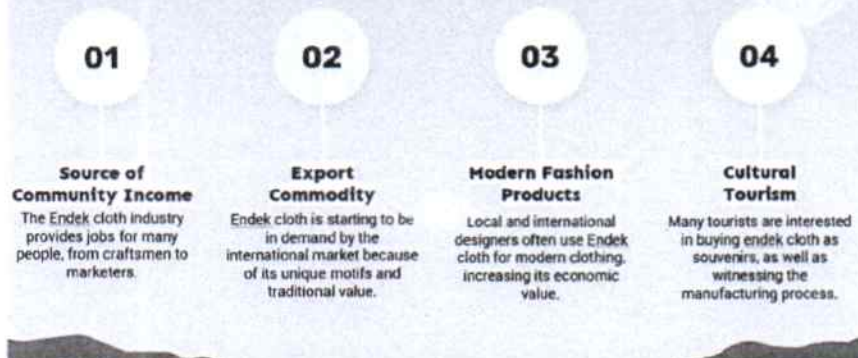 01
02
03
04
Source of
Community Income
The Endek cloth industry
provides jobs for many
people, from craftsmen to
marketers.
Export
Commodity
Endek cloth is starting to be
in demand by the
international market because
of its unique motifs and
traditional value.
Modern Fashion
Products
Local and international
designers often use Endek
cloth for modern clothing,
increasing its economic
value.
Cultural
Tourism
Many tourists are interested
in buying endek cloth as
souvenirs, as well as
witnessing the
manufacturing process.